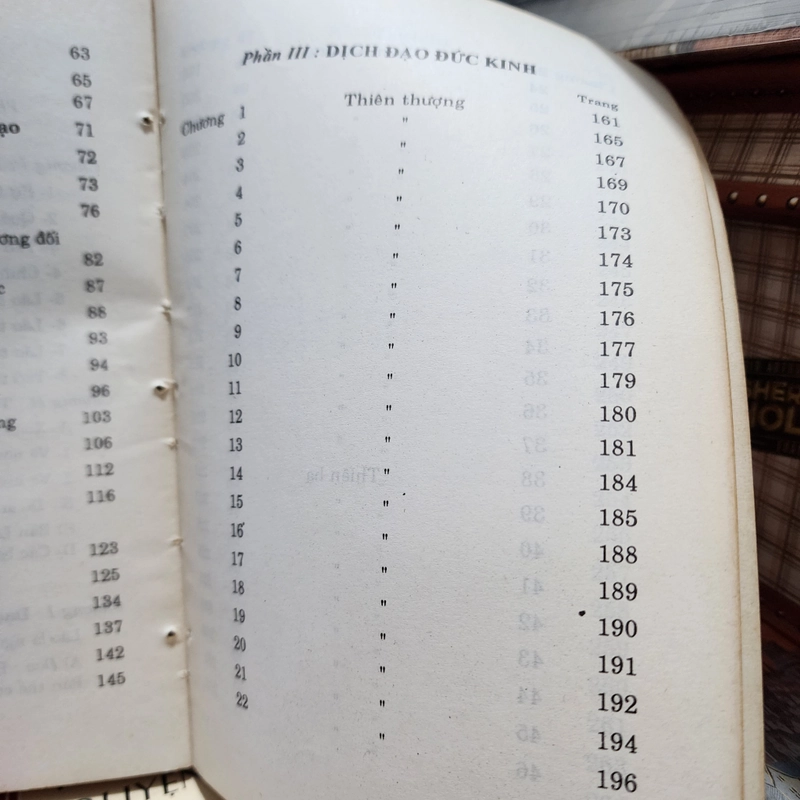 63
65
67
ạo 71
72
73
76
ơng đối
82
87
88
93
94
96
ng 103
106
112
116
123
125
134
137
142
145
Phần III : DỊCH ĐẠO ĐỨC KINH
Trang
Chương 1 Thiên thượng 161
2 " 165
3 " 167
4 " 169
5 " 170
6 " 173
7 " 174
8 " 175
9 " 176
10 " 177
11 " 179
12 " 180
13 " 181
14 " 184
15 " 185
16 " 188
17 " 189
18 " 190
19 " 191
20 " 192
21 " 194
22 " 196
HER
OL